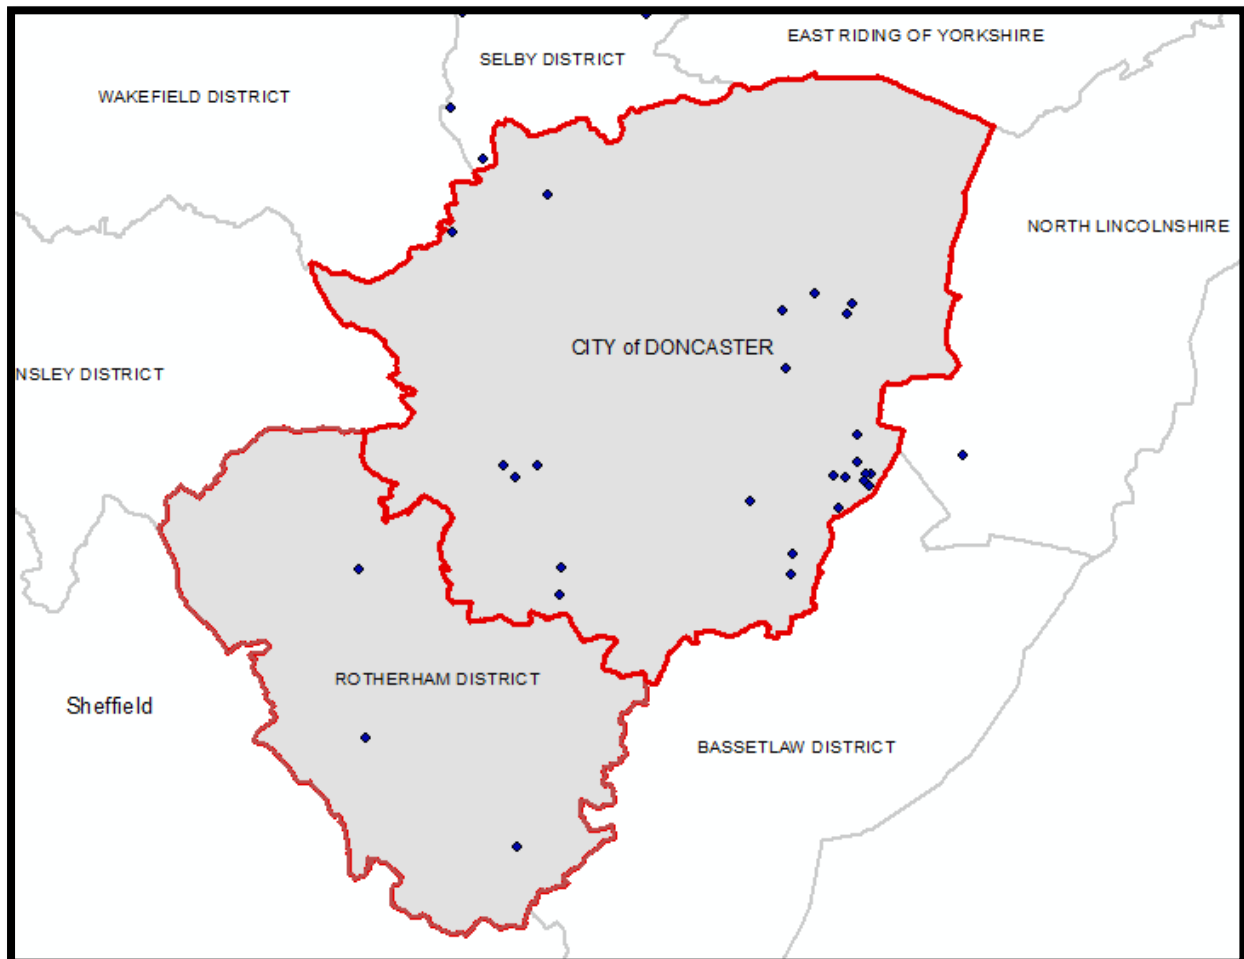 EAST RIDING OF YORKSHIRE
SELBY DISTRICT
WAKEFIELD DISTRICT
NORTH LINCOLNSHIRE
CITY of DONCASTER
NSLEY DISTRICT
ROTHERHAM DISTRICT
Sheffield
BASSETLAW DISTRICT